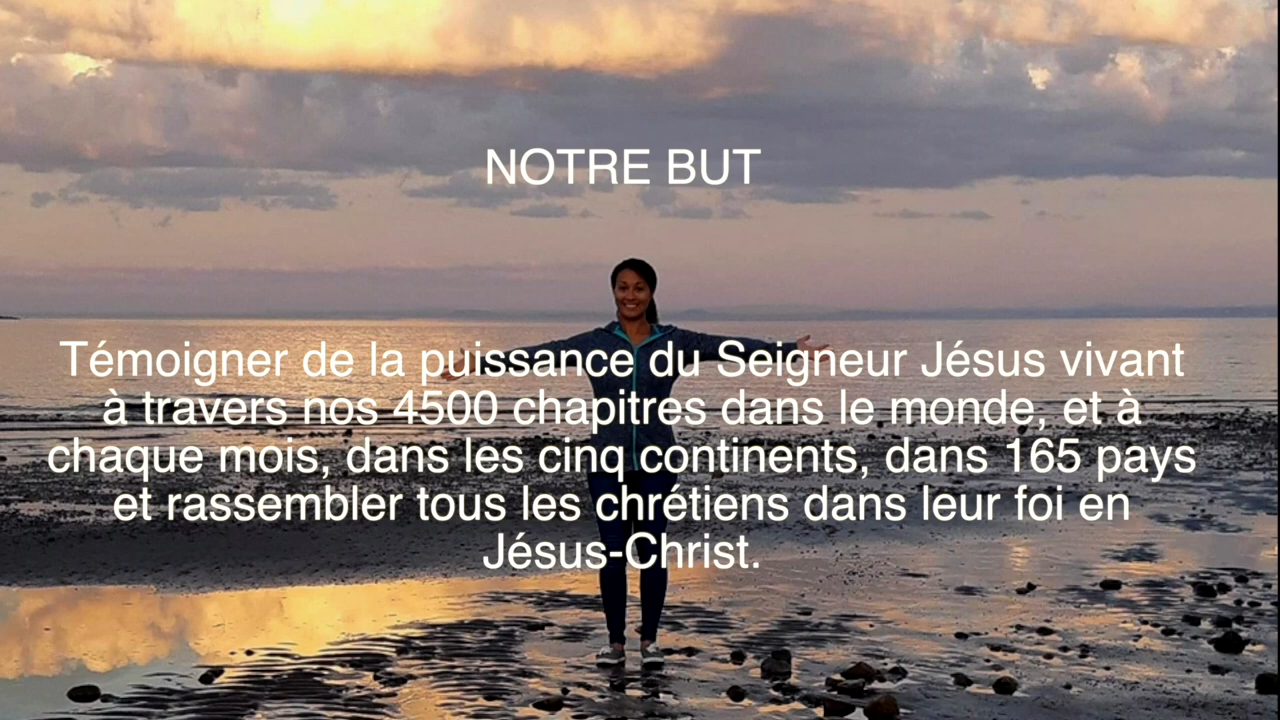 NOTRE BUT
Témoigner de la puissance du Seigneur Jésus vivant
à travers nos 4500 chapitres dans le monde, et à
chaque mois, dans les cinq continents, dans 165 pays
et rassembler tous les chrétiens dans leur foi en
Jésus-Christ.